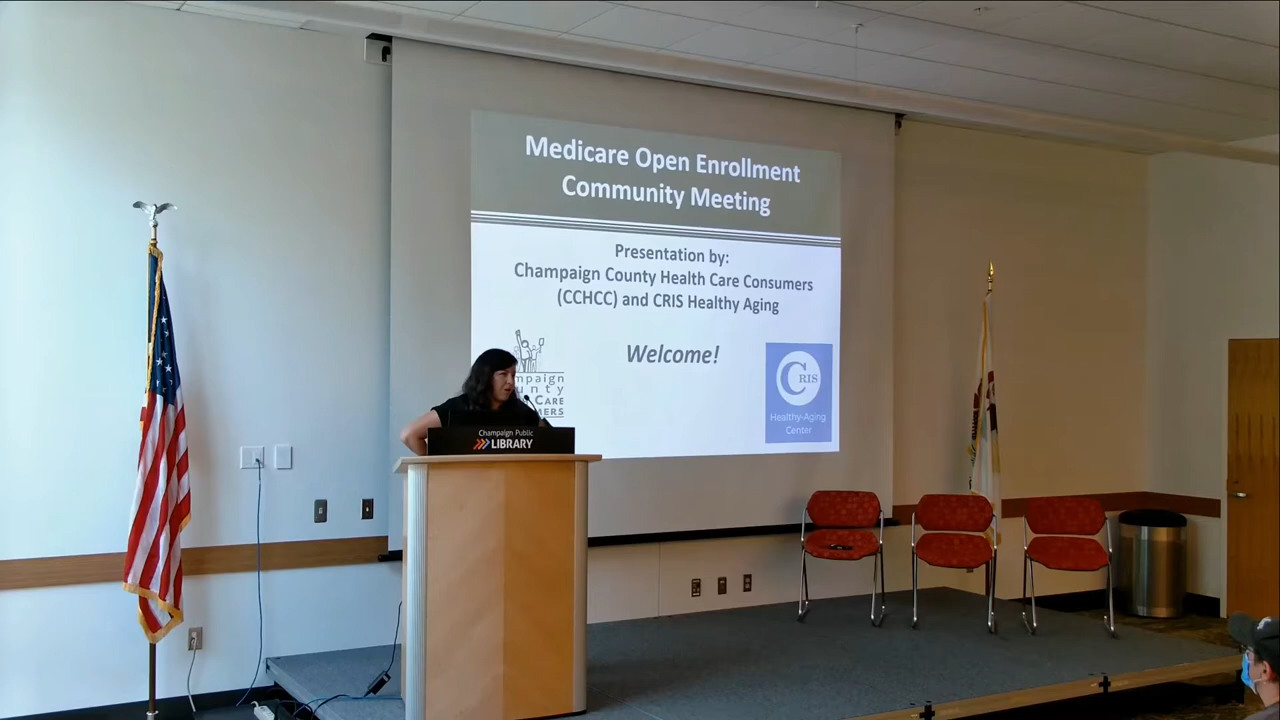 Medicare Open Enrollment
Community Meeting
Presentation by:
Champaign County Health Care Consumers
(CCHCC) and CRIS Healthy Aging
Welcome!
CRIS
Healthy-Aging
Center
Champaign Public
LIBRARY